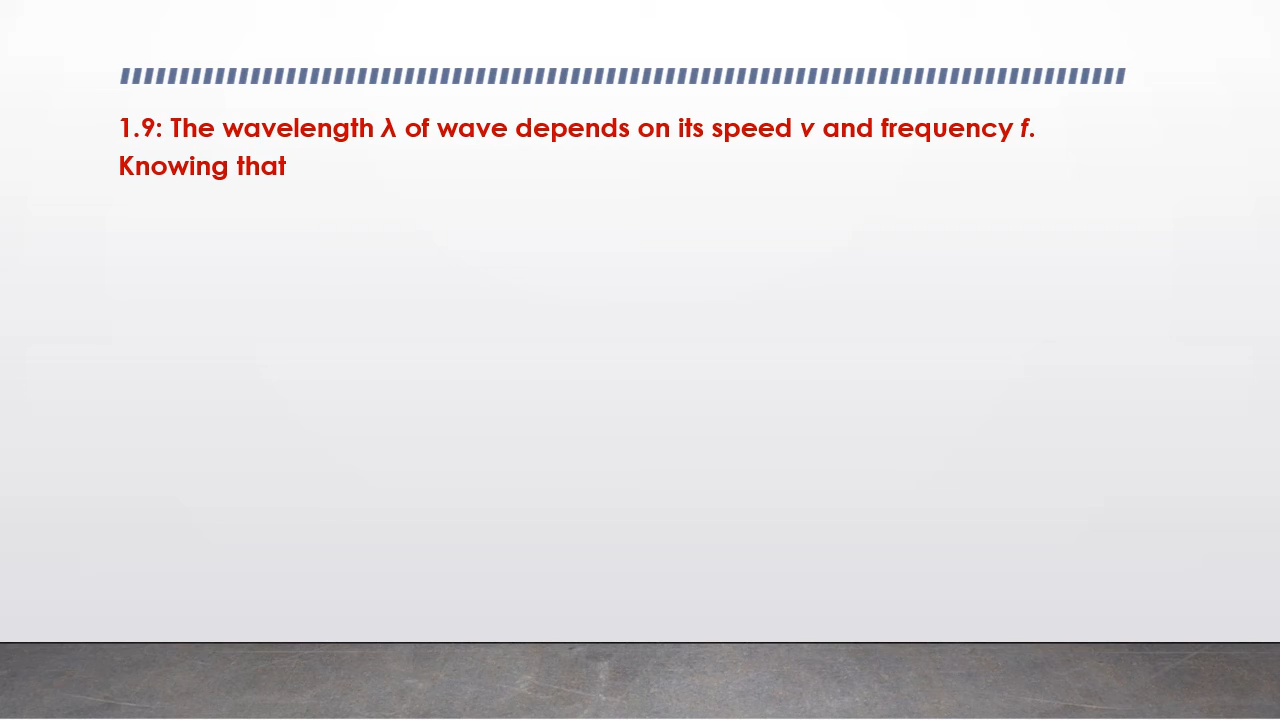 1.9: The wavelength λ of wave depends on its speed v and frequency f.
Knowing that